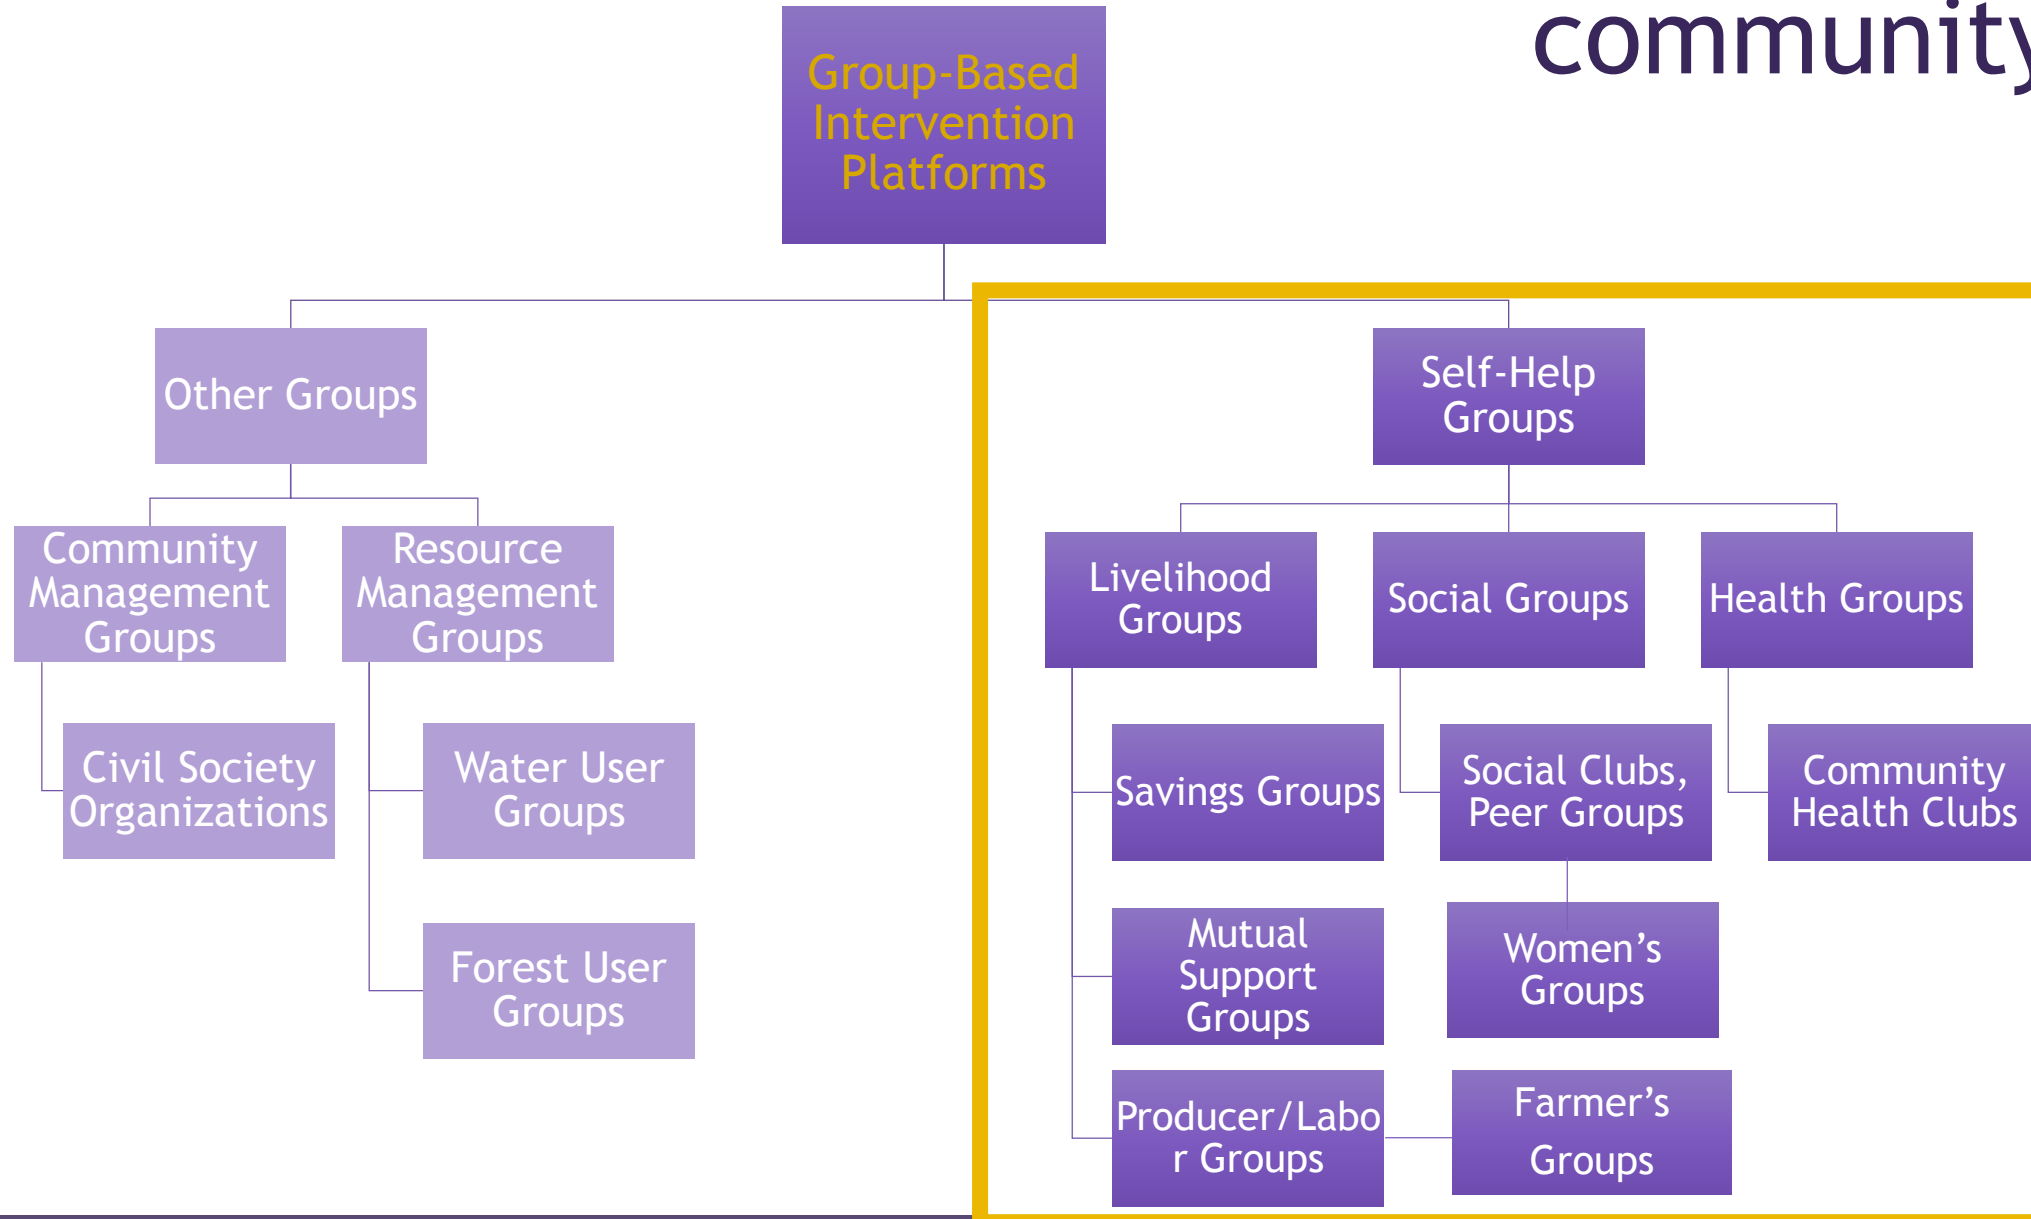 community
Group-Based
Intervention
Platforms
Other Groups
Self-Help
Groups
Community
Management
Groups
Resource
Management
Groups
Livelihood
Groups
Social Groups
Health Groups
Civil Society
Organizations
Water User
Groups
Savings Groups
Social Clubs,
Peer Groups
Community
Health Clubs
Forest User
Groups
Mutual
Support
Groups
Women’s
Groups
Producer/Labo
r Groups
Farmer’s
Groups